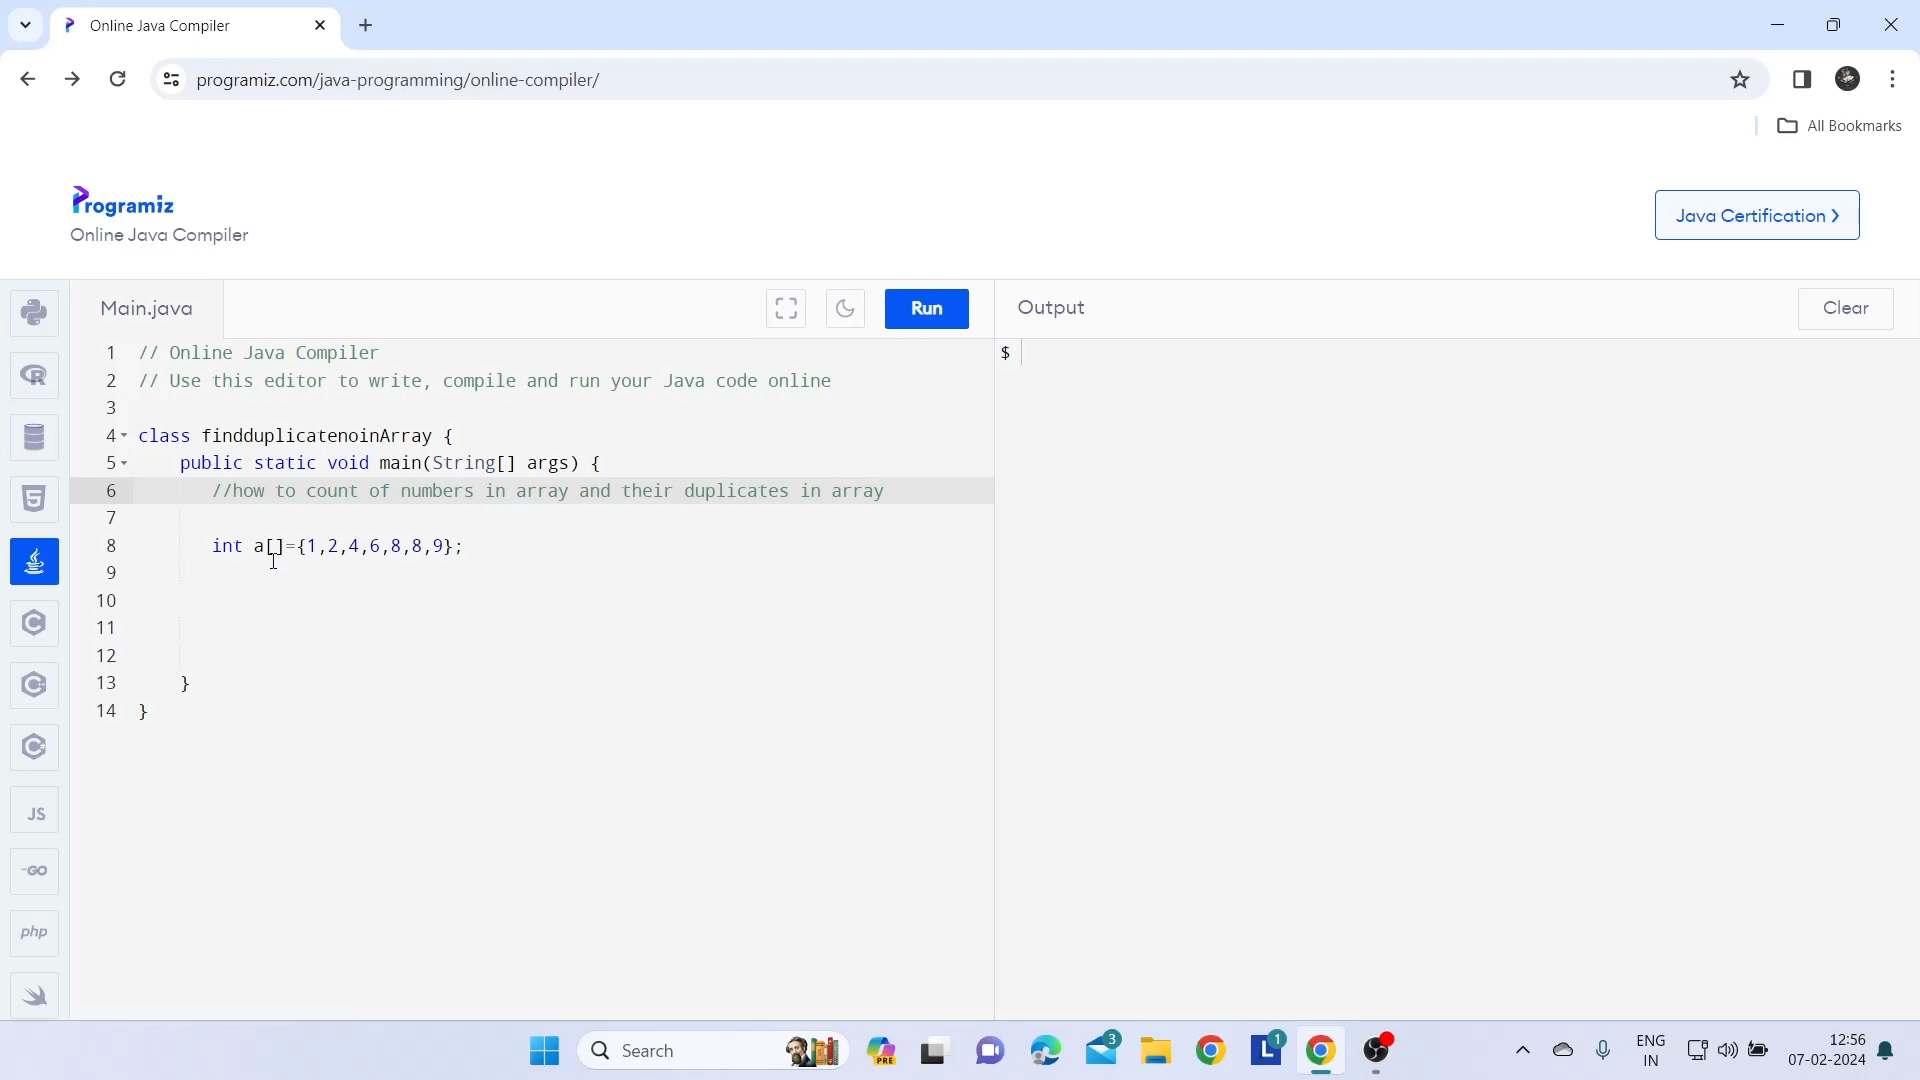 Online Java Compiler
programiz.com/java-programming/online-compiler/
All Bookmarks
Programiz
Online Java Compiler
Java Certification ❯
Main.java
Run
Output
Clear
1 // Online Java Compiler
2 // Use this editor to write, compile and run your Java code online
3
4 class findduplicatenoinArray {
5 public static void main(String[] args) {
6 //how to count of numbers in array and their duplicates in array
7
8 int a[]={1,2,4,6,8,8,9};
9
10
11
12
13 }
14 }
$
R
5
C
C
C
JS
GO
php
Search
PRE
3
L
1
ENG
IN
12:56
07-02-2024